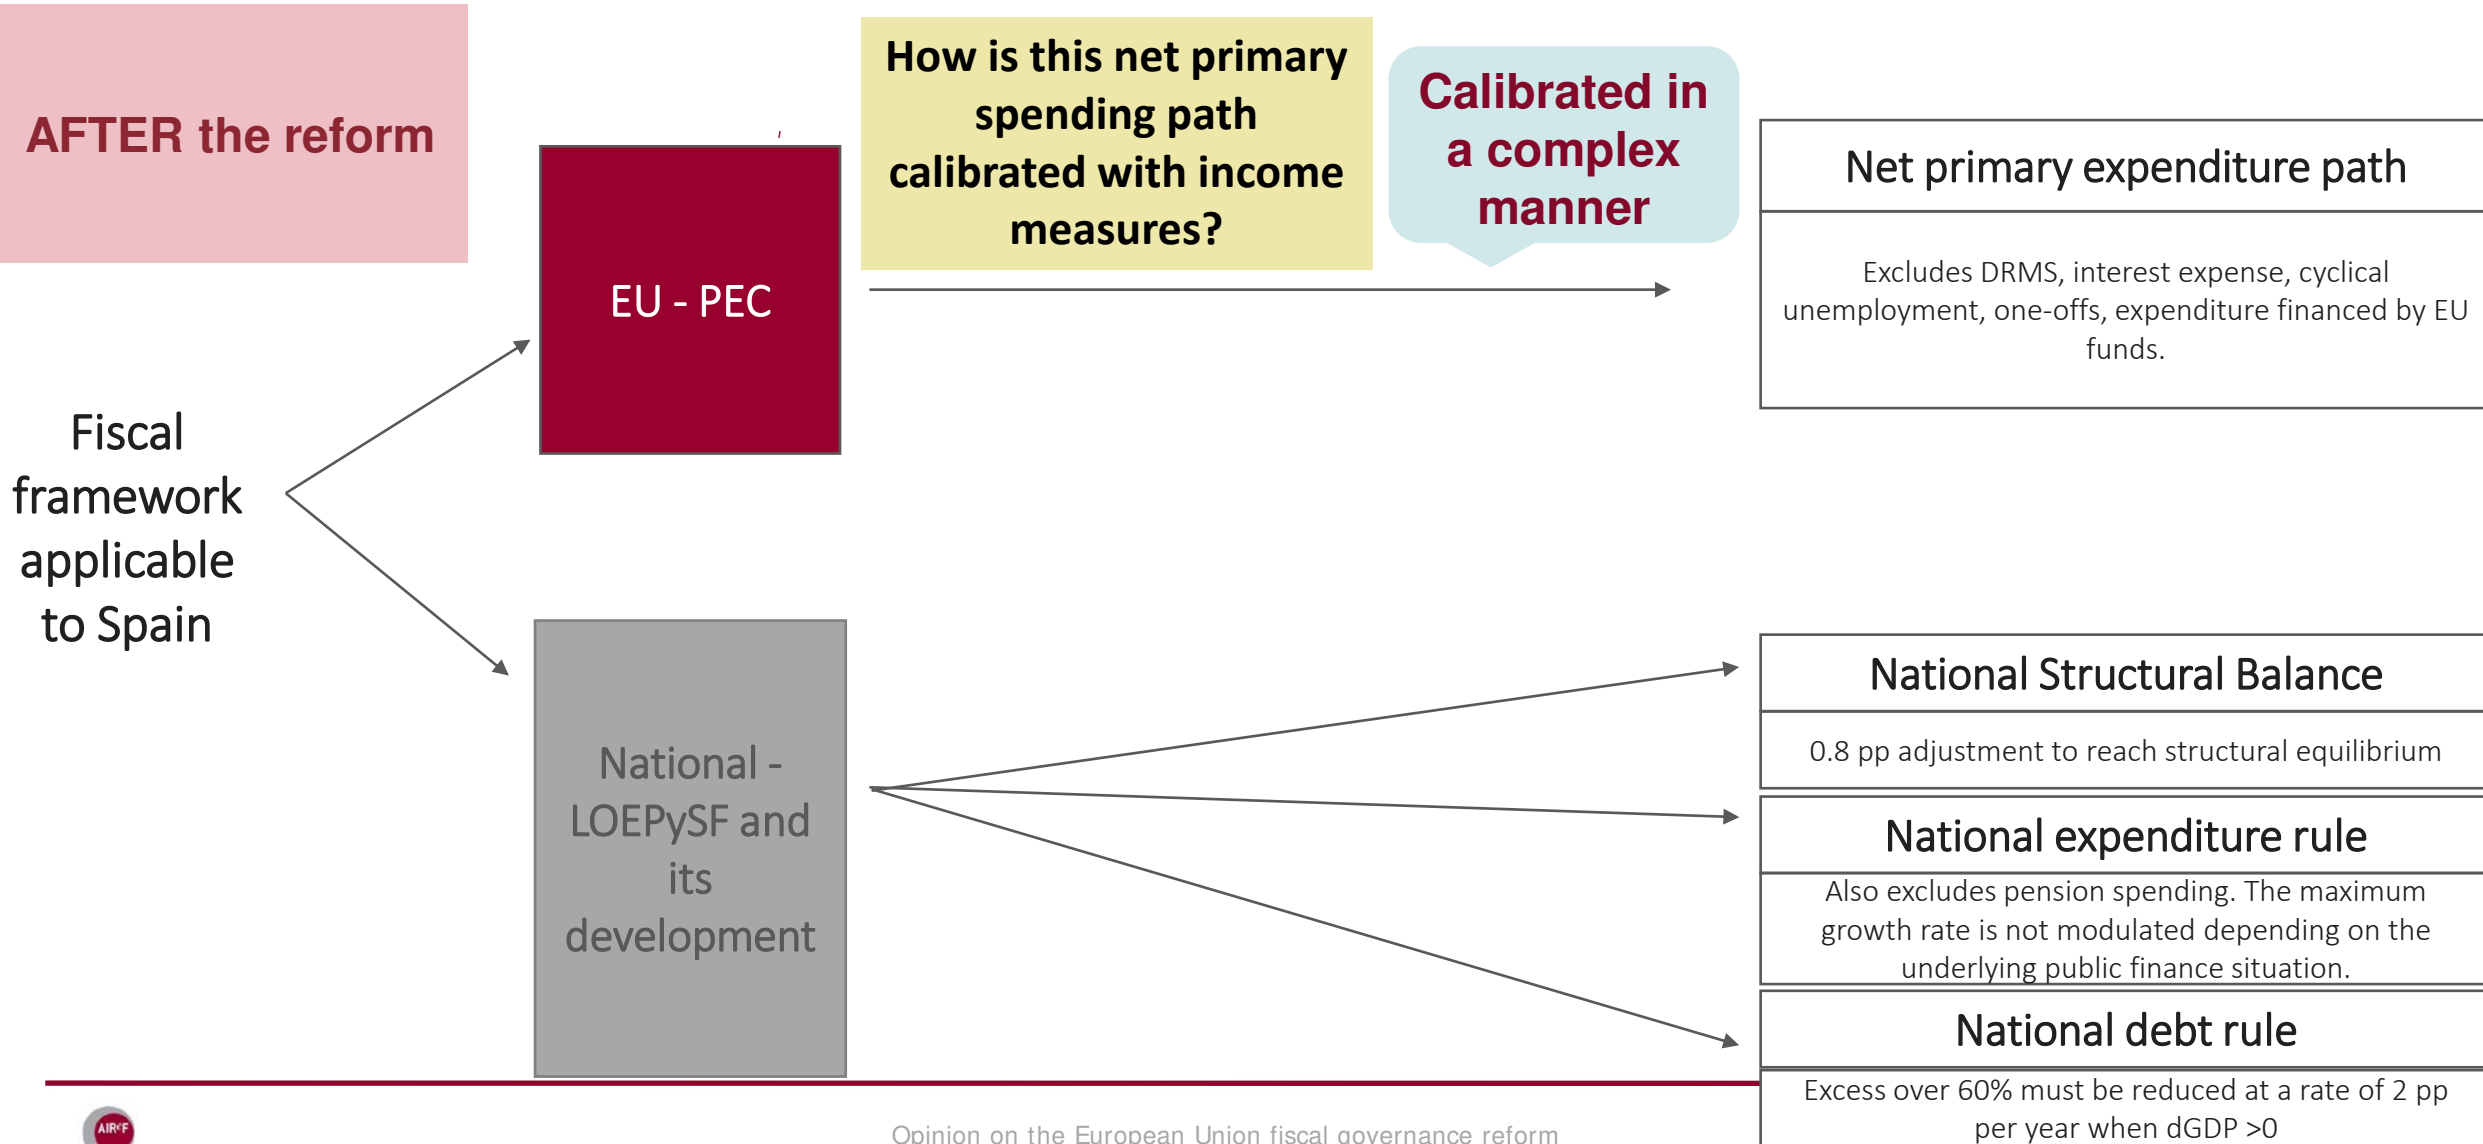 AFTER the reform
How is this net primary
spending path
calibrated with income
measures?
Calibrated in
a complex
manner
EU - PEC
Net primary expenditure path
Excludes DRMS, interest expense, cyclical
unemployment, one-offs, expenditure financed by EU
funds.
Fiscal
framework
applicable
to Spain
National -
LOEPySF and
its
development
National Structural Balance
0.8 pp adjustment to reach structural equilibrium
National expenditure rule
Also excludes pension spending. The maximum
growth rate is not modulated depending on the
underlying public finance situation.
National debt rule
Excess over 60% must be reduced at a rate of 2 pp
per year when dGDP >0
AIReF
Opinion on the European Union fiscal governance reform